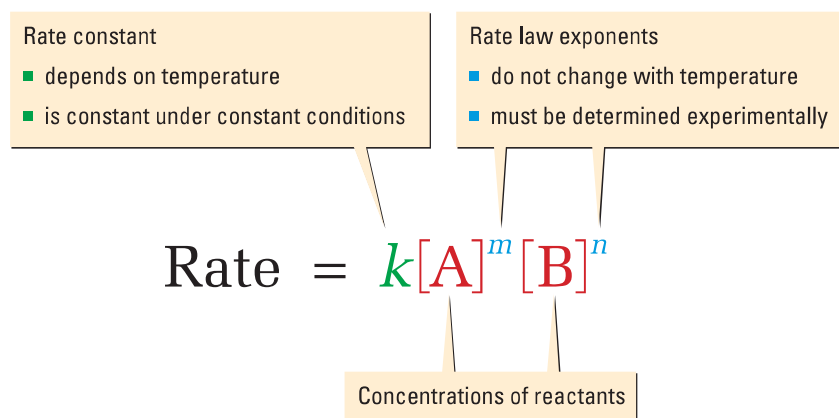 Rate constant
■ depends on temperature
■ is constant under constant conditions
Rate law exponents
■ do not change with temperature
■ must be determined experimentally
Rate = k[A]^m [B]^n
Concentrations of reactants